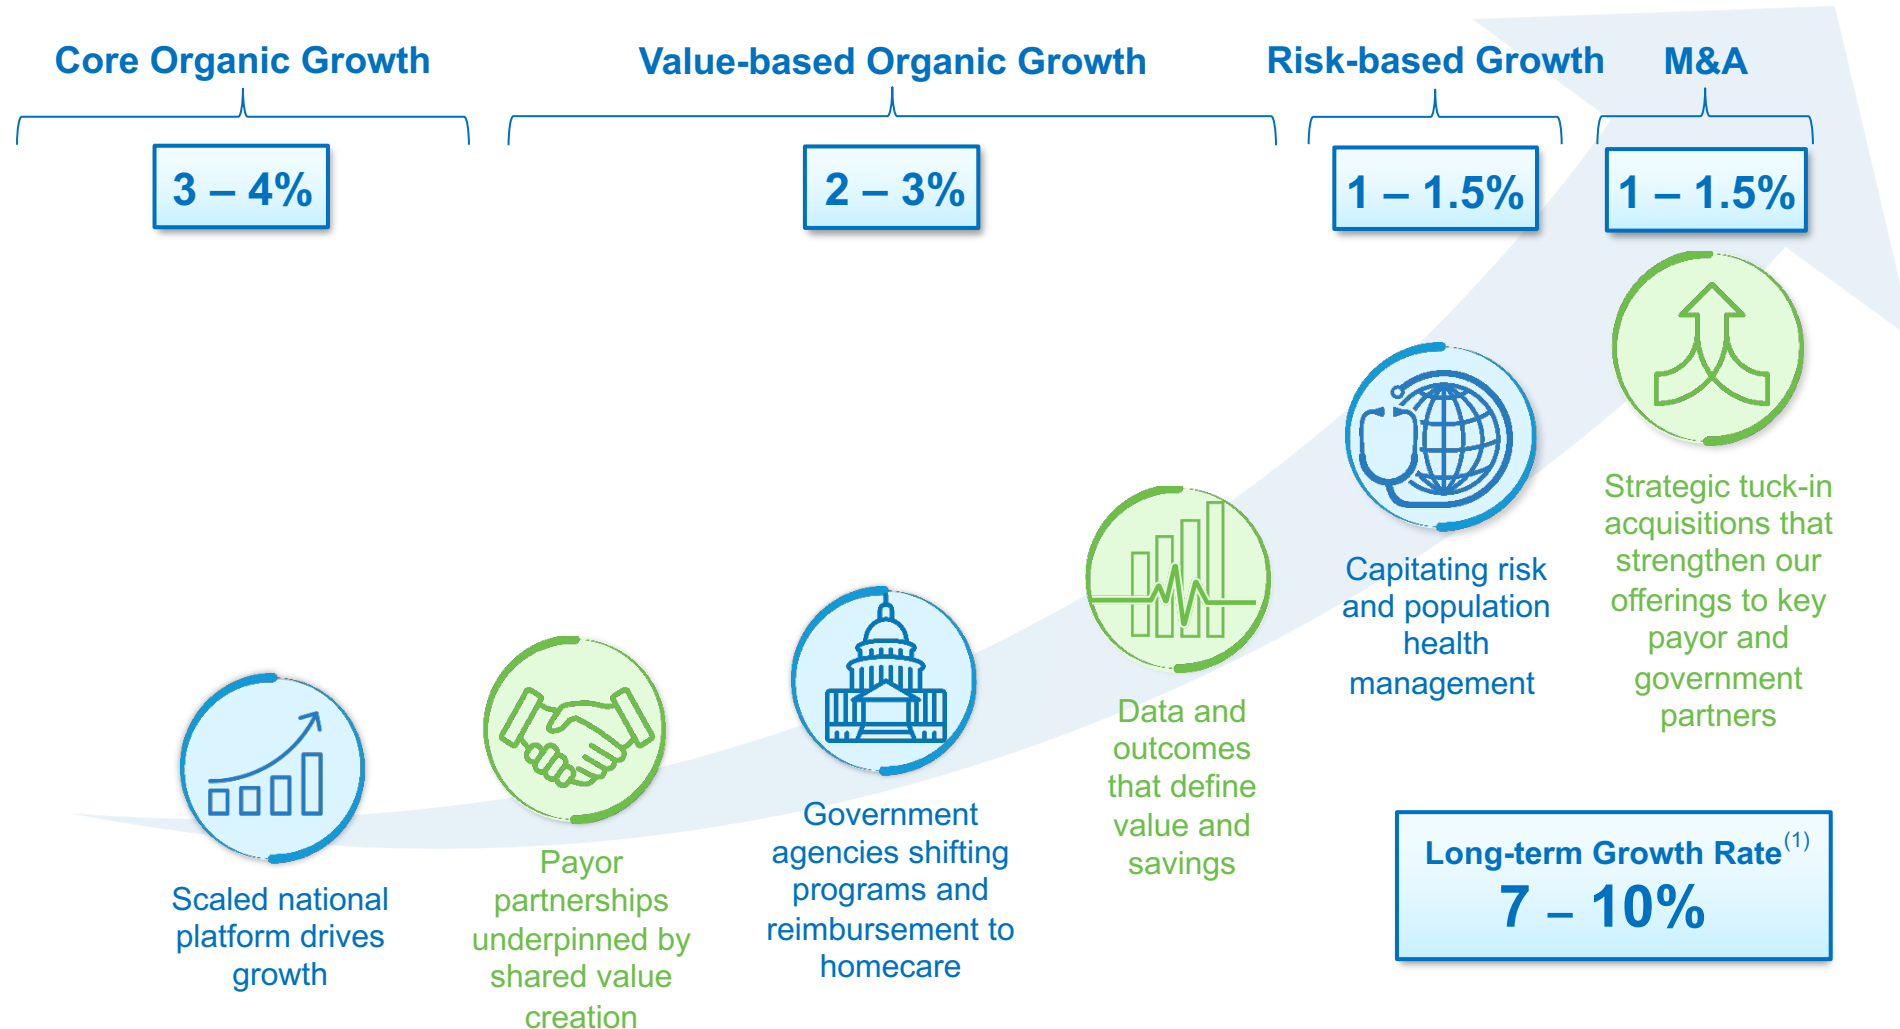 Core Organic Growth
Value-based Organic Growth
Risk-based Growth
M&A
3 – 4%
2 – 3%
1 – 1.5%
1 – 1.5%
Scaled national
platform drives
growth
Payor
partnerships
underpinned by
shared value
creation
Government
agencies shifting
programs and
reimbursement to
homecare
Data and
outcomes
that define
value and
savings
Capitating risk
and population
health
management
Strategic tuck-in
acquisitions that
strengthen our
offerings to key
payor and
government
partners
Long-term Growth Rate(1)
7 – 10%